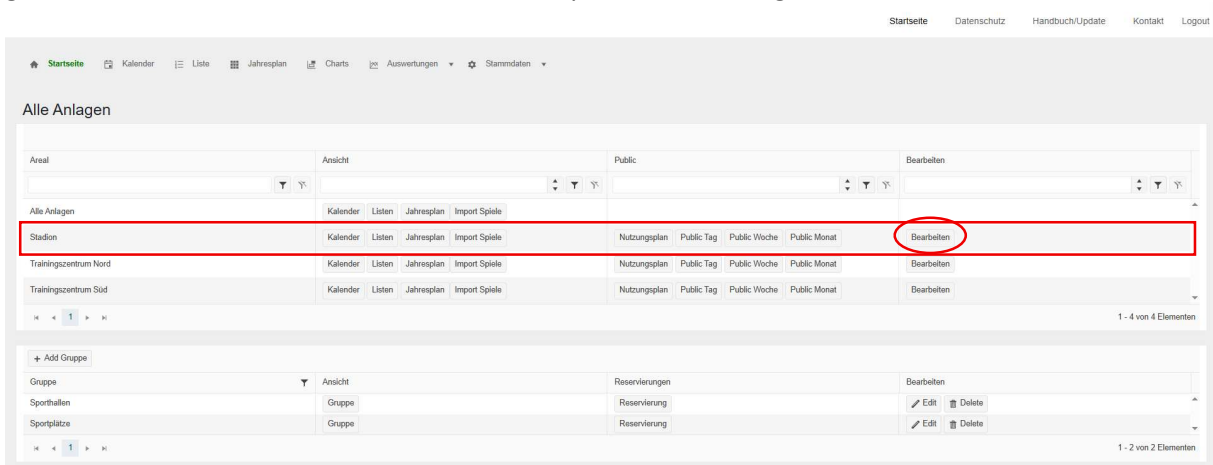 Startseite Datenschutz Handbuch/Update Kontakt Logout
Startseite Kalender Liste Jahresplan Charts Auswertungen Stammdaten
Alle Anlagen
Areal Ansicht Public Bearbeiten
Alle Anlagen Kalender Listen Jahresplan Import Spiele
Stadion Kalender Listen Jahresplan Import Spiele Nutzungsplan Public Tag Public Woche Public Monat Bearbeiten
Trainingszentrum Nord Kalender Listen Jahresplan Import Spiele Nutzungsplan Public Tag Public Woche Public Monat Bearbeiten
Trainingszentrum Süd Kalender Listen Jahresplan Import Spiele Nutzungsplan Public Tag Public Woche Public Monat Bearbeiten
1 1 - 4 von 4 Elementen
+ Add Gruppe
Gruppe Ansicht Reservierungen Bearbeiten
Sporthallen Gruppe Reservierung Edit Delete
Sportplätze Gruppe Reservierung Edit Delete
1 1 - 2 von 2 Elementen